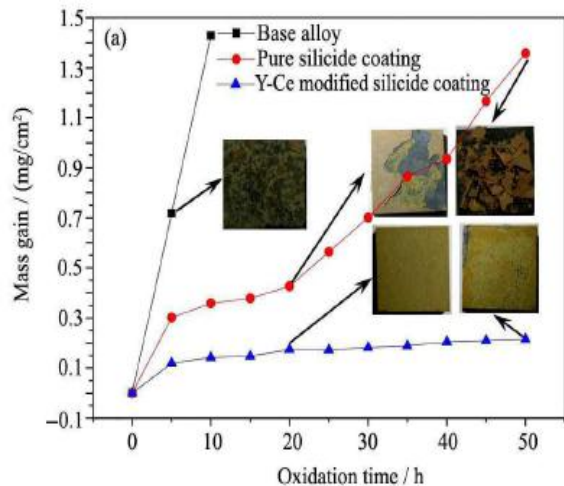 (a)
Base alloy
Pure silicide coating
Y-Ce modified silicide coating
1.5
1.3
1.1
0.9
0.7
0.5
0.3
0.1
−0.1
Mass gain / (mg/cm²)
0 10 20 30 40 50
Oxidation time / h